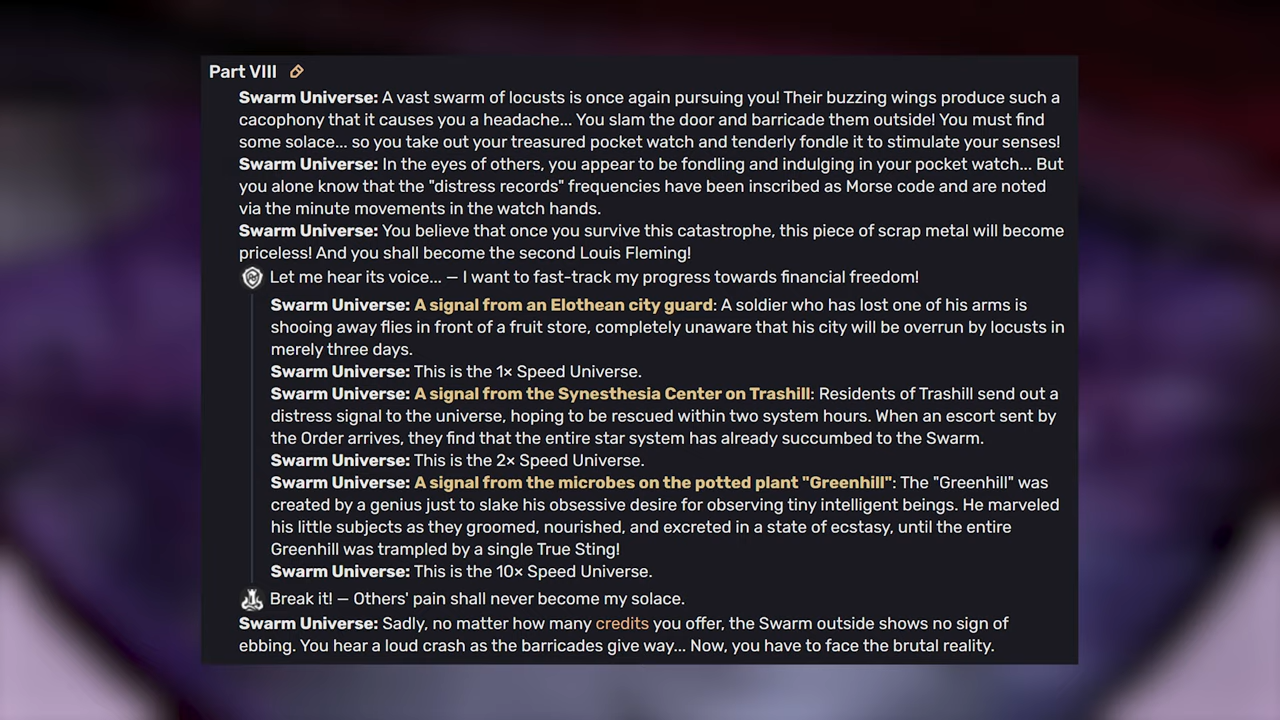 Part VIII
Swarm Universe: A vast swarm of locusts is once again pursuing you! Their buzzing wings produce such a
cacophony that it causes you a headache... You slam the door and barricade them outside! You must find
some solace... so you take out your treasured pocket watch and tenderly fondle it to stimulate your senses!
Swarm Universe: In the eyes of others, you appear to be fondling and indulging in your pocket watch... But
you alone know that the "distress records" frequencies have been inscribed as Morse code and are noted
via the minute movements in the watch hands.
Swarm Universe: You believe that once you survive this catastrophe, this piece of scrap metal will become
priceless! And you shall become the second Louis Fleming!
Let me hear its voice... — I want to fast-track my progress towards financial freedom!
Swarm Universe: A signal from an Elothean city guard: A soldier who has lost one of his arms is
shooing away flies in front of a fruit store, completely unaware that his city will be overrun by locusts in
merely three days.
Swarm Universe: This is the 1× Speed Universe.
Swarm Universe: A signal from the Synesthesia Center on Trashill: Residents of Trashill send out a
distress signal to the universe, hoping to be rescued within two system hours. When an escort sent by
the Order arrives, they find that the entire star system has already succumbed to the Swarm.
Swarm Universe: This is the 2× Speed Universe.
Swarm Universe: A signal from the microbes on the potted plant "Greenhill": The "Greenhill" was
created by a genius just to slake his obsessive desire for observing tiny intelligent beings. He marveled
his little subjects as they groomed, nourished, and excreted in a state of ecstasy, until the entire
Greenhill was trampled by a single True Sting!
Swarm Universe: This is the 10× Speed Universe.
Break it! — Others' pain shall never become my solace.
Swarm Universe: Sadly, no matter how many credits you offer, the Swarm outside shows no sign of
ebbing. You hear a loud crash as the barricades give way... Now, you have to face the brutal reality.